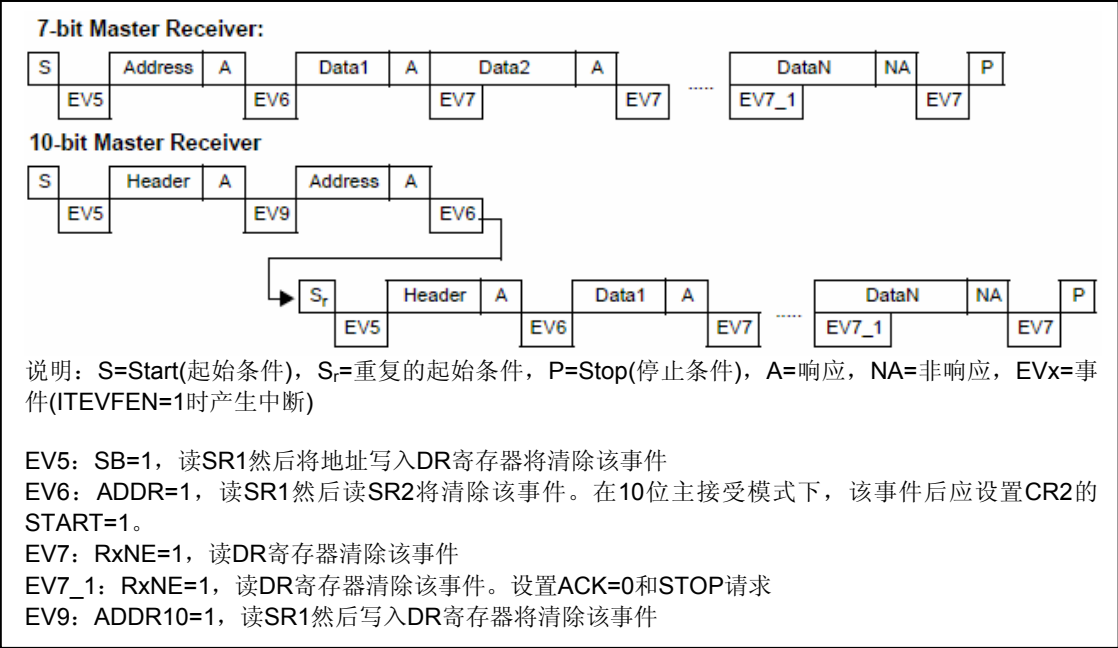 7-bit Master Receiver:
S Address A Data1 A Data2 A ..... DataN NA P
EV5 EV6 EV7 EV7 EV7_1 EV7
10-bit Master Receiver
S Header A Address A
EV5 EV9 EV6
Sr Header A Data1 A ..... DataN NA P
EV5 EV6 EV7 EV7_1 EV7
说明：S=Start(起始条件)，Sr=重复的起始条件，P=Stop(停止条件)，A=响应，NA=非响应，EVx=事
件(ITEVFEN=1时产生中断)
EV5：SB=1，读SR1然后将地址写入DR寄存器将清除该事件
EV6：ADDR=1，读SR1然后读SR2将清除该事件。在10位主接受模式下，该事件后应设置CR2的
START=1。
EV7：RxNE=1，读DR寄存器清除该事件
EV7_1：RxNE=1，读DR寄存器清除该事件。设置ACK=0和STOP请求
EV9：ADDR10=1，读SR1然后写入DR寄存器将清除该事件